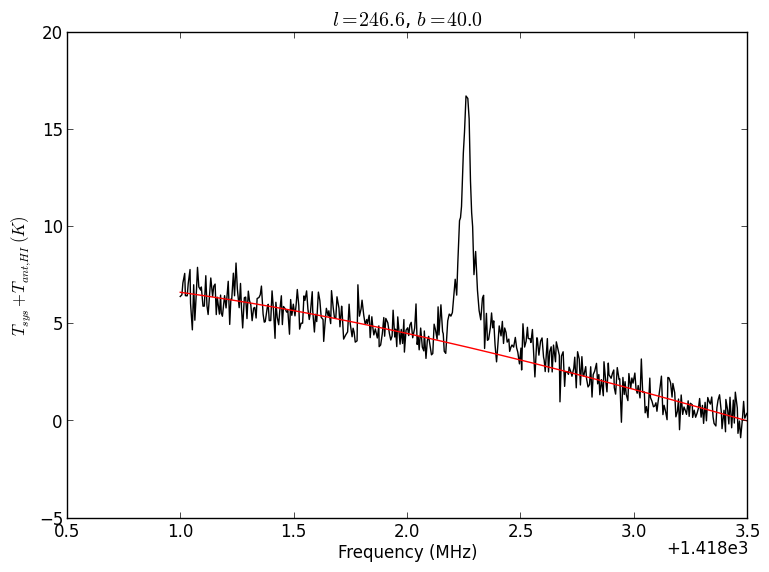 l = 246.6, b = 40.0
20
15
10
5
0
−5
T_sys + T_ant,HI (K)
0.5 1.0 1.5 2.0 2.5 3.0 3.5
+1.418e3
Frequency (MHz)